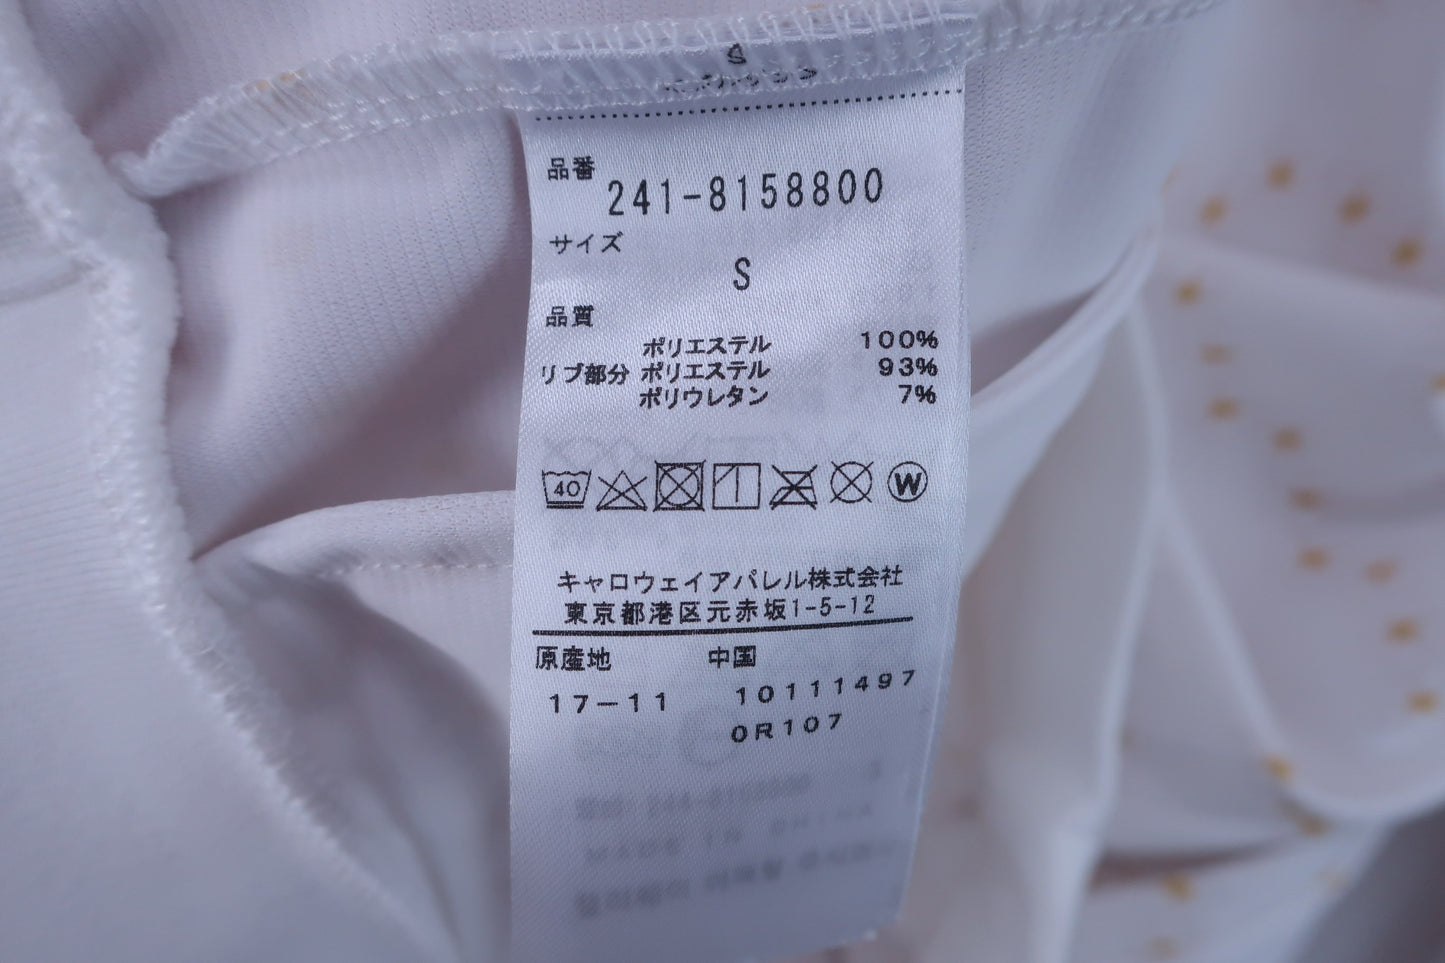 S
品番
241-8158800
サイズ
S
品質
ポリエステル 100%
リブ部分 ポリエステル 93%
ポリウレタン 7%
40
W
キャロウェイアパレル株式会社
東京都港区元赤坂1-5-12
原産地 中国
17-11 10111497
0R107